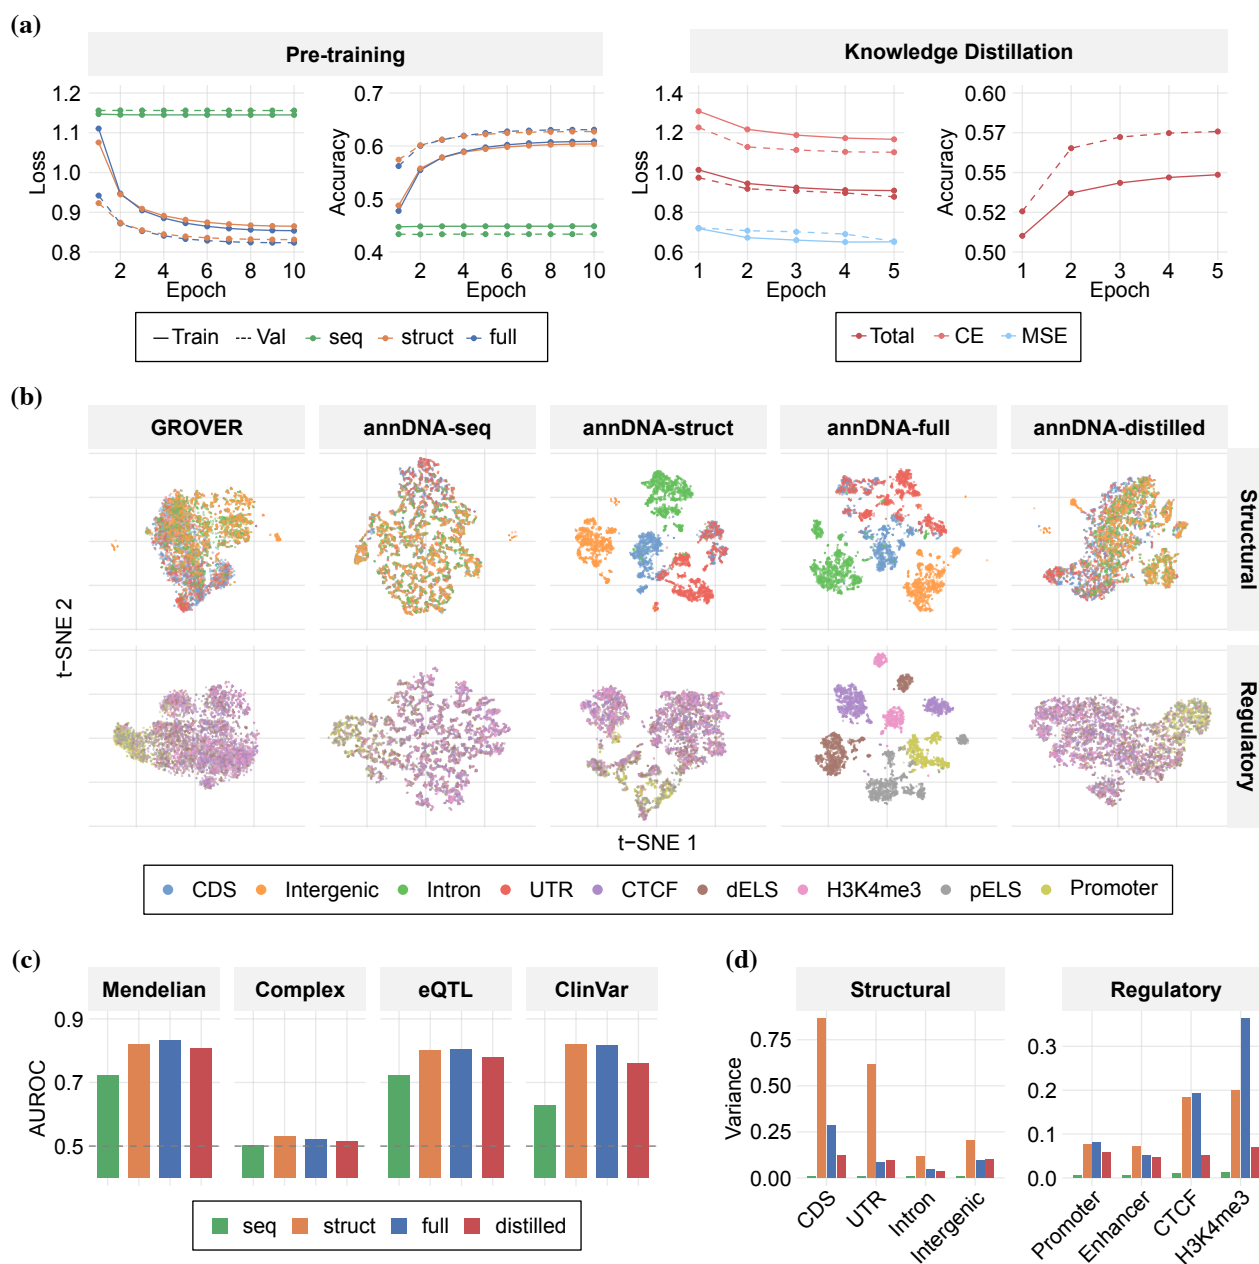 (a)
Pre-training
Knowledge Distillation
Loss
1.2
1.1
1.0
0.9
0.8
2 4 6 8 10
Epoch
Accuracy
0.7
0.6
0.5
0.4
2 4 6 8 10
Epoch
Loss
1.4
1.2
1.0
0.8
0.6
1 2 3 4 5
Epoch
Accuracy
0.60
0.57
0.55
0.52
0.50
1 2 3 4 5
Epoch
Train Val seq struct full
Total CE MSE
(b)
GROVER annDNA-seq annDNA-struct annDNA-full annDNA-distilled
Structural
Regulatory
t−SNE 2
t−SNE 1
CDS Intergenic Intron UTR CTCF dELS H3K4me3 pELS Promoter
(c)
Mendelian Complex eQTL ClinVar
AUROC
0.9
0.7
0.5
seq struct full distilled
(d)
Structural Regulatory
Variance
0.75
0.50
0.25
0.00
CDS UTR Intron Intergenic
0.3
0.2
0.1
0.0
Promoter Enhancer CTCF H3K4me3